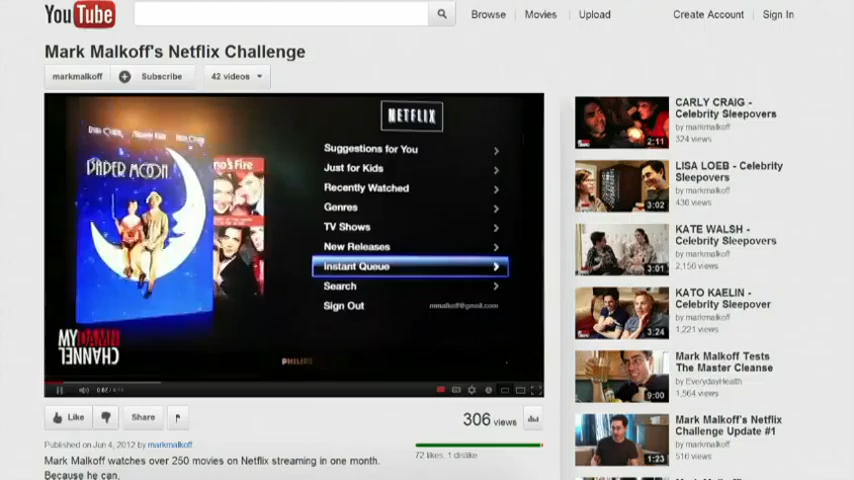 YouTube
Browse
Movies
Upload
Create Account
Sign In
Mark Malkoff's Netflix Challenge
markmalkoff
Subscribe
42 videos
NETFLIX
PAPER MOON
Suggestions for You
Just for Kids
Recently Watched
Genres
TV Shows
New Releases
Instant Queue
Search
Sign Out
mmalkoff@gmail.com
MY DAMN
CHANNEL
PHILIPS
Like
Share
306 views
Published on Jun 4, 2012 by markmalkoff
72 likes, 1 dislike
Mark Malkoff watches over 250 movies on Netflix streaming in one month.
Because he can.
CARLY CRAIG -
Celebrity Sleepovers
by markmalkoff
324 views
2:11
LISA LOEB - Celebrity
Sleepovers
by markmalkoff
436 views
3:02
KATE WALSH -
Celebrity Sleepovers
by markmalkoff
2,156 views
3:01
KATO KAELIN -
Celebrity Sleepover
by markmalkoff
1,221 views
3:24
Mark Malkoff Tests
The Master Cleanse
by EverydayHealth
1,564 views
9:00
Mark Malkoff's Netflix
Challenge Update #1
by markmalkoff
516 views
1:23